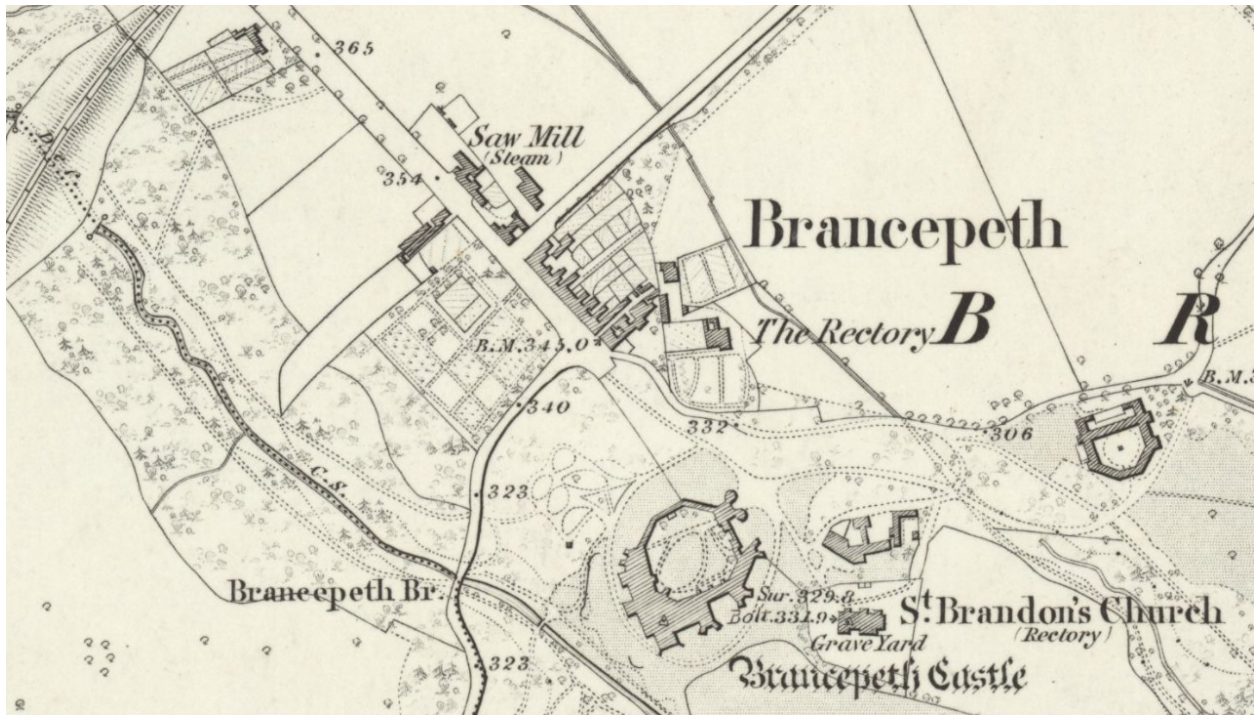 365
D.C.F.
Saw Mill
(Steam)
354
Brancepeth
B R
The Rectory
B.M. 345.0
B.M.
340
332
306
C.S.
323
Brancepeth Br.
Sur. 329.8
Bolt. 331.9
St. Brandon's Church
(Rectory)
Grave Yard
323
Brancepeth Castle